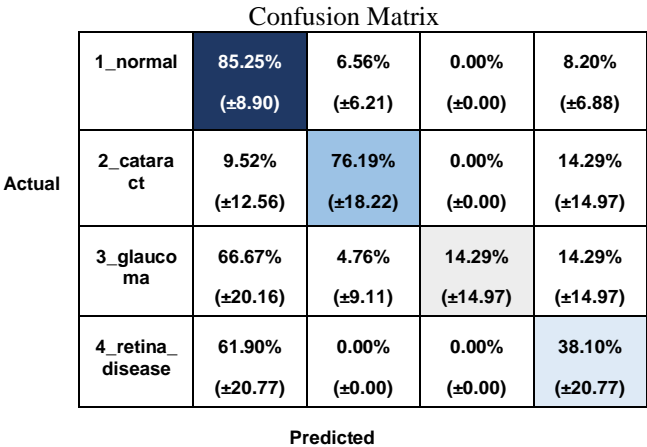 Confusion Matrix
1_normal 85.25% 6.56% 0.00% 8.20%
(±8.90) (±6.21) (±0.00) (±6.88)
Actual
2_catara 9.52% 76.19% 0.00% 14.29%
ct
(±12.56) (±18.22) (±0.00) (±14.97)
3_glauco 66.67% 4.76% 14.29% 14.29%
ma
(±20.16) (±9.11) (±14.97) (±14.97)
4_retina_ 61.90% 0.00% 0.00% 38.10%
disease
(±20.77) (±0.00) (±0.00) (±20.77)
Predicted